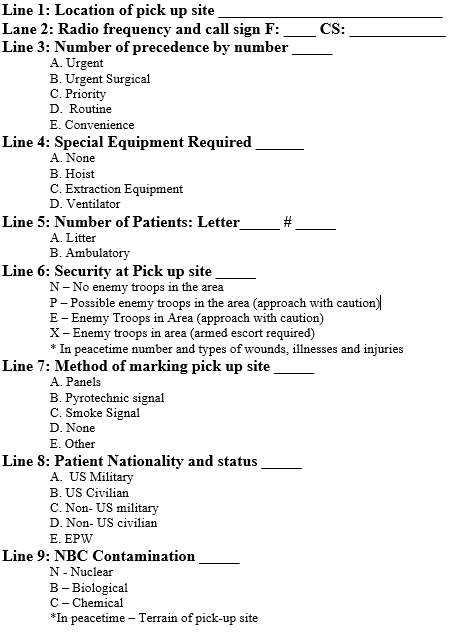 Line 1: Location of pick up site ____________________________
Lane 2: Radio frequency and call sign F: ____ CS: ____________
Line 3: Number of precedence by number _____
A. Urgent
B. Urgent Surgical
C. Priority
D. Routine
E. Convenience
Line 4: Special Equipment Required ______
A. None
B. Hoist
C. Extraction Equipment
D. Ventilator
Line 5: Number of Patients: Letter_____ # _____
A. Litter
B. Ambulatory
Line 6: Security at Pick up site _____
N – No enemy troops in the area
P – Possible enemy troops in the area (approach with caution)
E – Enemy Troops in Area (approach with caution)
X – Enemy troops in area (armed escort required)
* In peacetime number and types of wounds, illnesses and injuries
Line 7: Method of marking pick up site _____
A. Panels
B. Pyrotechnic signal
C. Smoke Signal
D. None
E. Other
Line 8: Patient Nationality and status _____
A. US Military
B. US Civilian
C. Non- US military
D. Non- US civilian
E. EPW
Line 9: NBC Contamination _____
N - Nuclear
B – Biological
C – Chemical
*In peacetime – Terrain of pick-up site